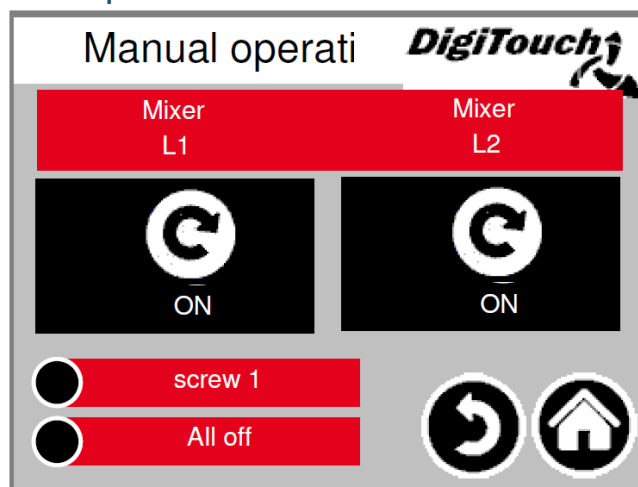 Manual operati
DigiTouch
Mixer
L1
Mixer
L2
ON
ON
screw 1
All off